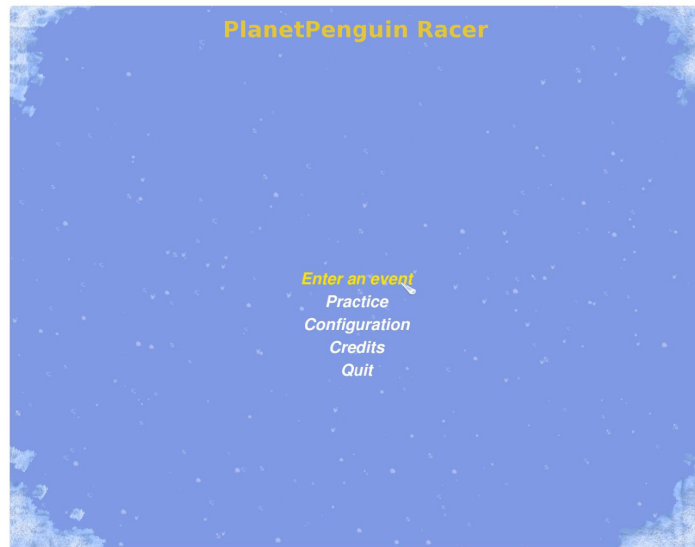 PlanetPenguin Racer
Enter an event
Practice
Configuration
Credits
Quit